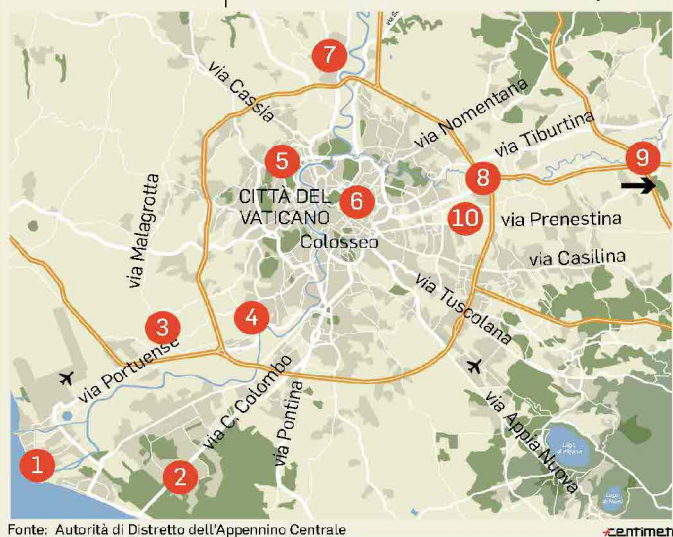 7
via Cassia
via Nomentana
via Tiburtina
5
9
8
CITTÀ DEL
VATICANO
6
10
via Prenestina
Colosseo
via Malagrotta
via Casilina
via Tuscolana
4
3
via Portuense
via C. Colombo
via Pontina
via Appia Nuova
1
2
Fonte: Autorità di Distretto dell'Appennino Centrale